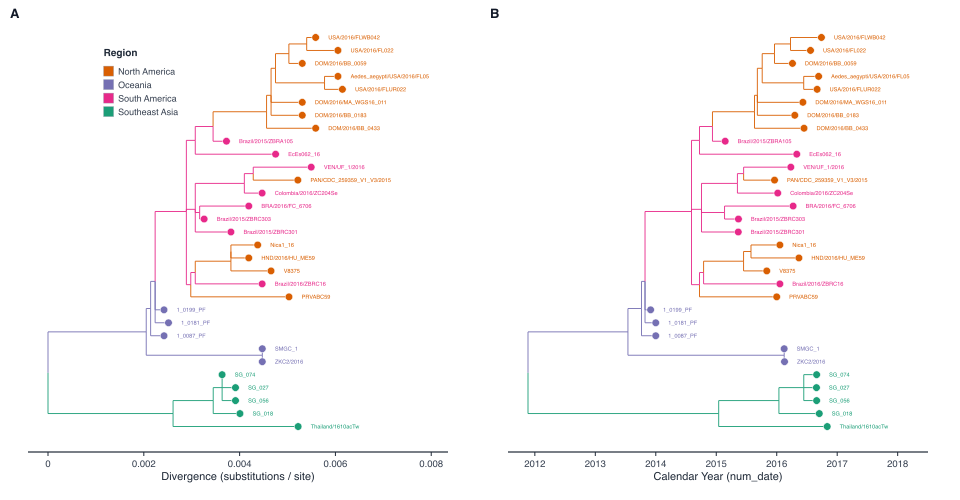 A
Region
North America
Oceania
South America
Southeast Asia
USA/2016/FLWB042
USA/2016/FL022
DOM/2016/BB_0059
Aedes_aegypti/USA/2016/FL05
USA/2016/FLUR022
DOM/2016/MA_WGS16_011
DOM/2016/BB_0183
DOM/2016/BB_0433
Brazil/2015/ZBRA105
EcEs062_16
VEN/UF_1/2016
PAN/CDC_259359_V1_V3/2015
Colombia/2016/ZC204Se
BRA/2016/FC_6706
Brazil/2015/ZBRC303
Brazil/2015/ZBRC301
Nica1_16
HND/2016/HU_ME59
V8375
Brazil/2016/ZBRC16
PRVABC59
1_0199_PF
1_0181_PF
1_0087_PF
SMGC_1
ZKC2/2016
SG_074
SG_027
SG_056
SG_018
Thailand/1610acTw
0
0.002
0.004
0.006
0.008
Divergence (substitutions / site)
B
USA/2016/FLWB042
USA/2016/FL022
DOM/2016/BB_0059
Aedes_aegypti/USA/2016/FL05
USA/2016/FLUR022
DOM/2016/MA_WGS16_011
DOM/2016/BB_0183
DOM/2016/BB_0433
Brazil/2015/ZBRA105
EcEs062_16
VEN/UF_1/2016
PAN/CDC_259359_V1_V3/2015
Colombia/2016/ZC204Se
BRA/2016/FC_6706
Brazil/2015/ZBRC303
Brazil/2015/ZBRC301
Nica1_16
HND/2016/HU_ME59
V8375
Brazil/2016/ZBRC16
PRVABC59
1_0199_PF
1_0181_PF
1_0087_PF
SMGC_1
ZKC2/2016
SG_074
SG_027
SG_056
SG_018
Thailand/1610acTw
2012
2013
2014
2015
2016
2017
2018
Calendar Year (num_date)